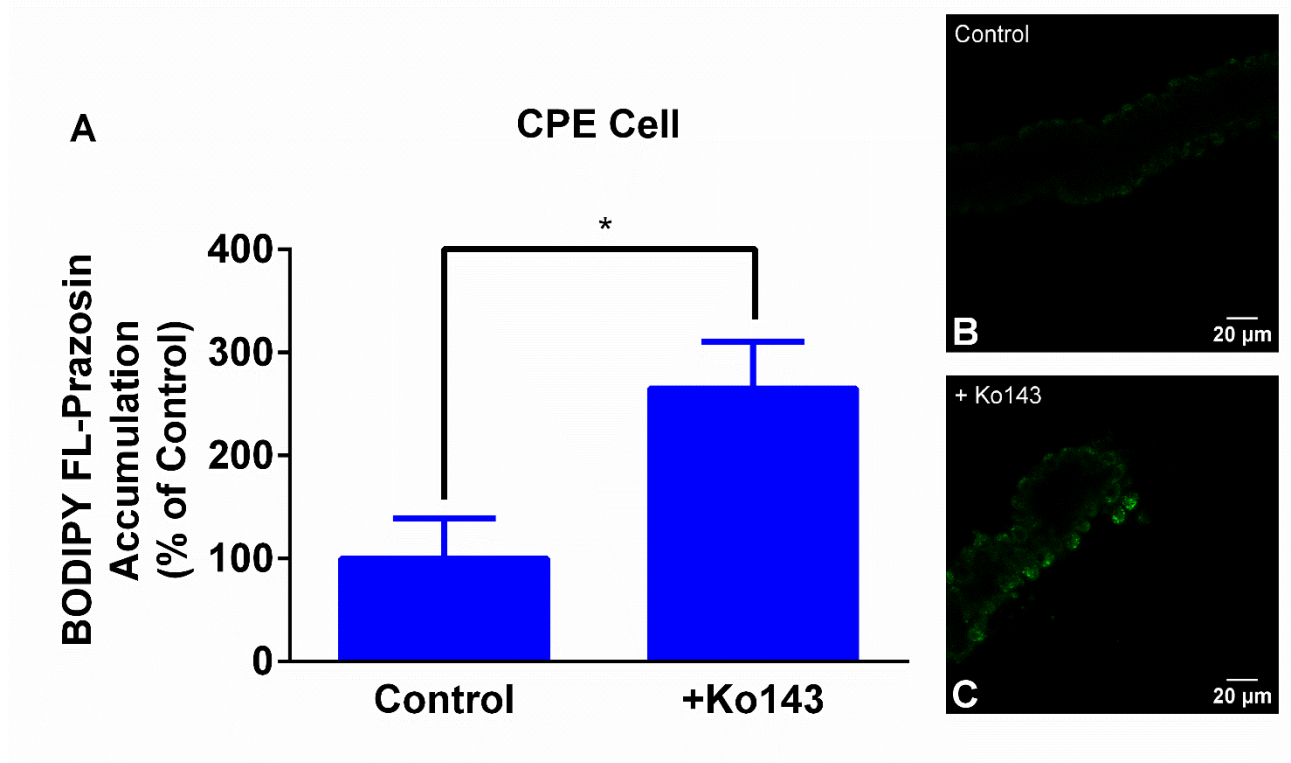 A
CPE Cell
*
BODIPY FL-Prazosin
Accumulation
(% of Control)
400
300
200
100
0
Control
+Ko143
Control
B
20 µm
+ Ko143
C
20 µm